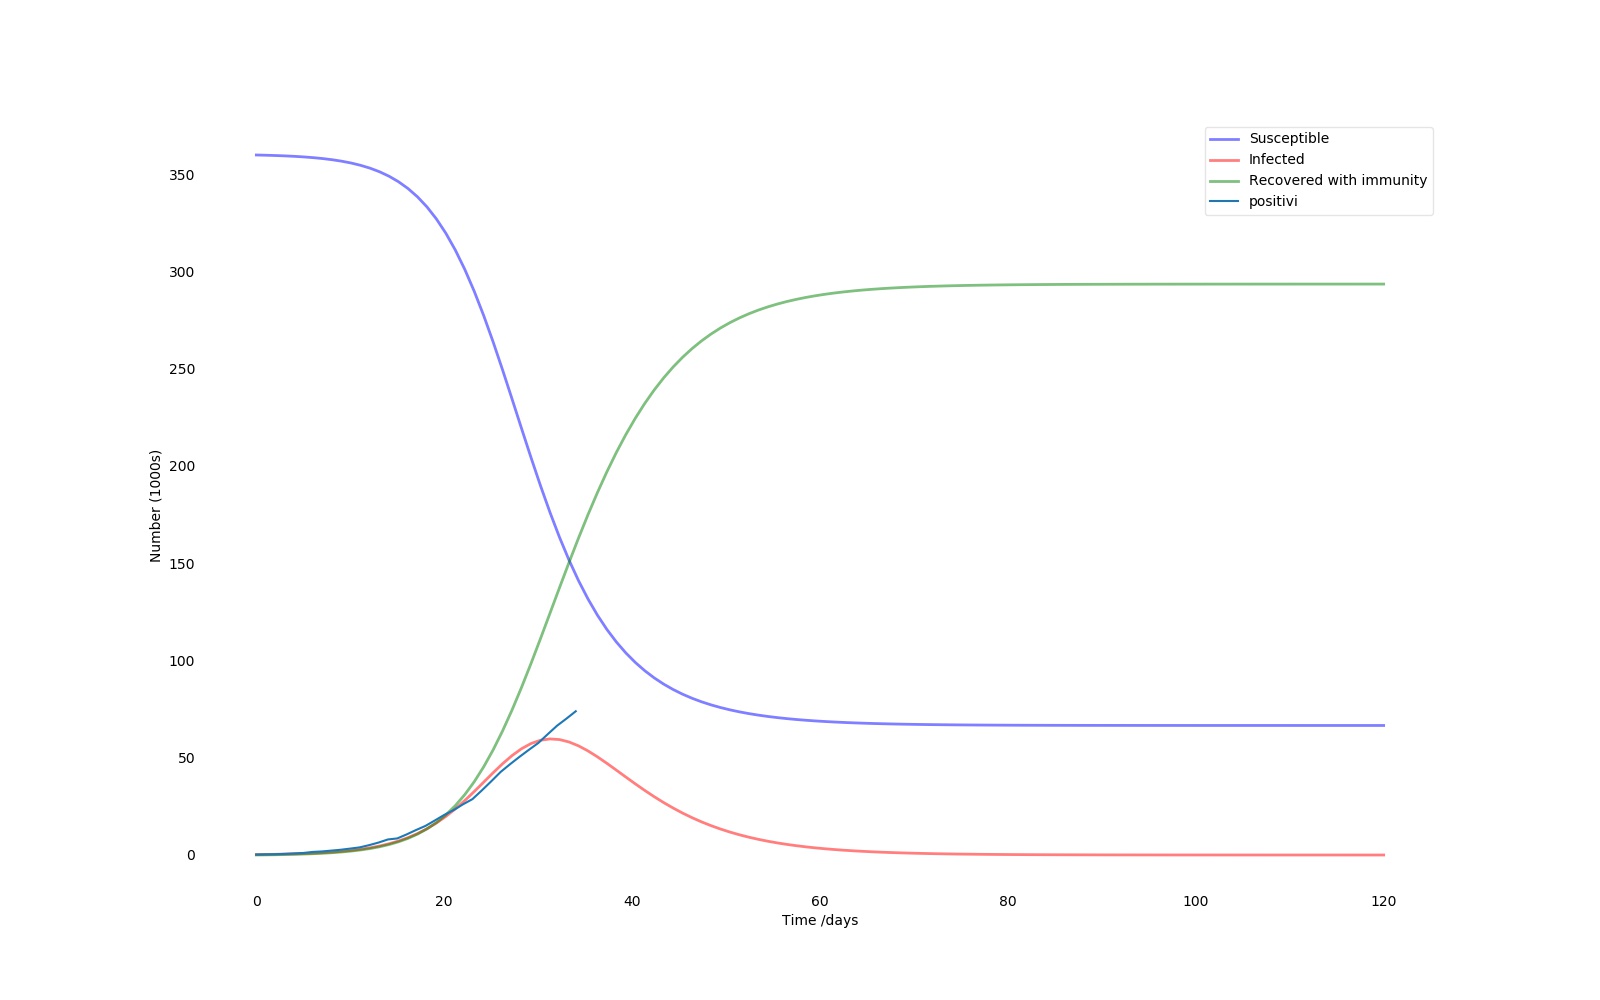 Susceptible
Infected
Recovered with immunity
positivi
350
300
250
200
150
100
50
0
Number (1000s)
0 20 40 60 80 100 120
Time /days